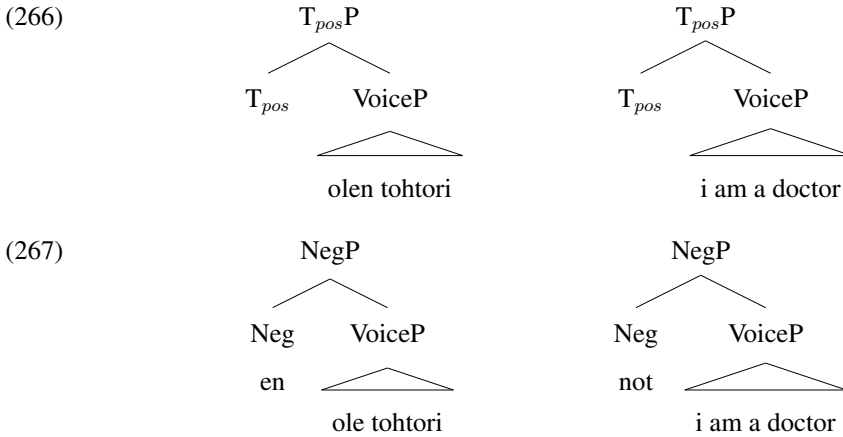 (266) TposP TposP
Tpos VoiceP Tpos VoiceP
olen tohtori i am a doctor
(267) NegP NegP
Neg VoiceP Neg VoiceP
en not
ole tohtori i am a doctor